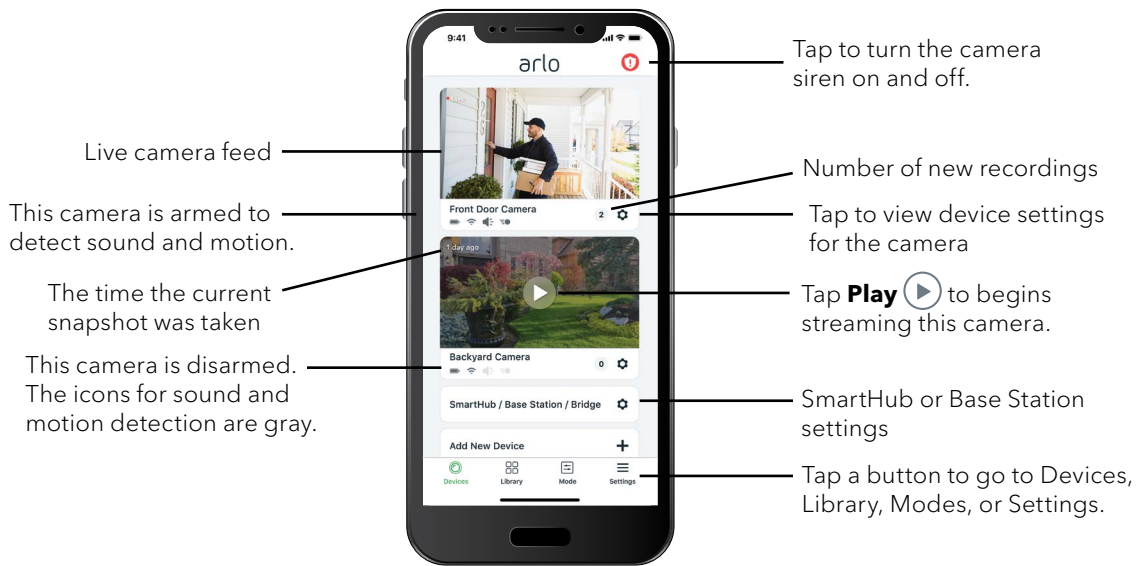 9:41
arlo
Tap to turn the camera
siren on and off.
Live camera feed
Number of new recordings
Front Door Camera
2
This camera is armed to
detect sound and motion.
Tap to view device settings
for the camera
1 day ago
The time the current
snapshot was taken
Tap Play to begins
streaming this camera.
This camera is disarmed.
The icons for sound and
motion detection are gray.
Backyard Camera
0
SmartHub / Base Station / Bridge
SmartHub or Base Station
settings
Add New Device
Devices
Library
Mode
Settings
Tap a button to go to Devices,
Library, Modes, or Settings.